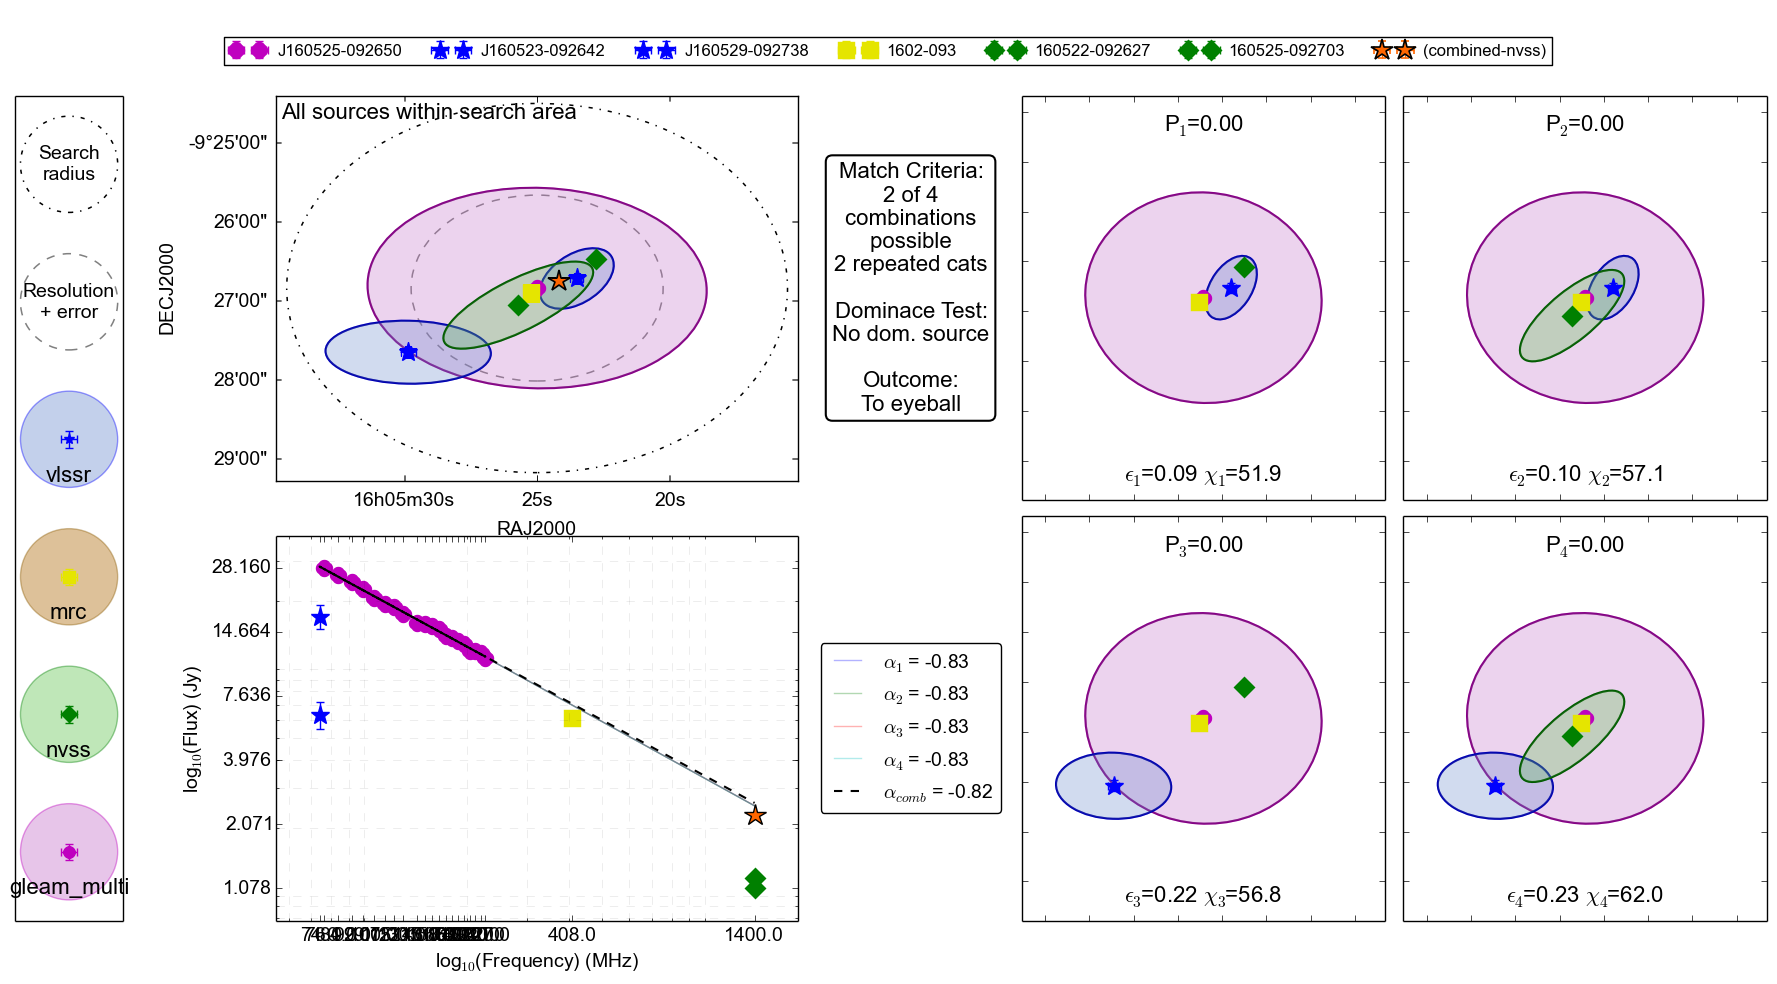 J160525-092650
J160523-092642
J160529-092738
1602-093
160522-092627
160525-092703
(combined-nvss)
Search
radius
Resolution
+ error
vlssr
mrc
nvss
gleam_multi
All sources within search area
DECJ2000
-9°25'00"
26'00"
27'00"
28'00"
29'00"
16h05m30s
25s
20s
RAJ2000
Match Criteria:
2 of 4
combinations
possible
2 repeated cats
Dominace Test:
No dom. source
Outcome:
To eyeball
P1=0.00
ϵ1=0.09 χ1=51.9
P2=0.00
ϵ2=0.10 χ2=57.1
log10(Flux) (Jy)
28.160
14.664
7.636
3.976
2.071
1.078
408.0
1400.0
log10(Frequency) (MHz)
α1 = -0.83
α2 = -0.83
α3 = -0.83
α4 = -0.83
αcomb = -0.82
P3=0.00
ϵ3=0.22 χ3=56.8
P4=0.00
ϵ4=0.23 χ4=62.0